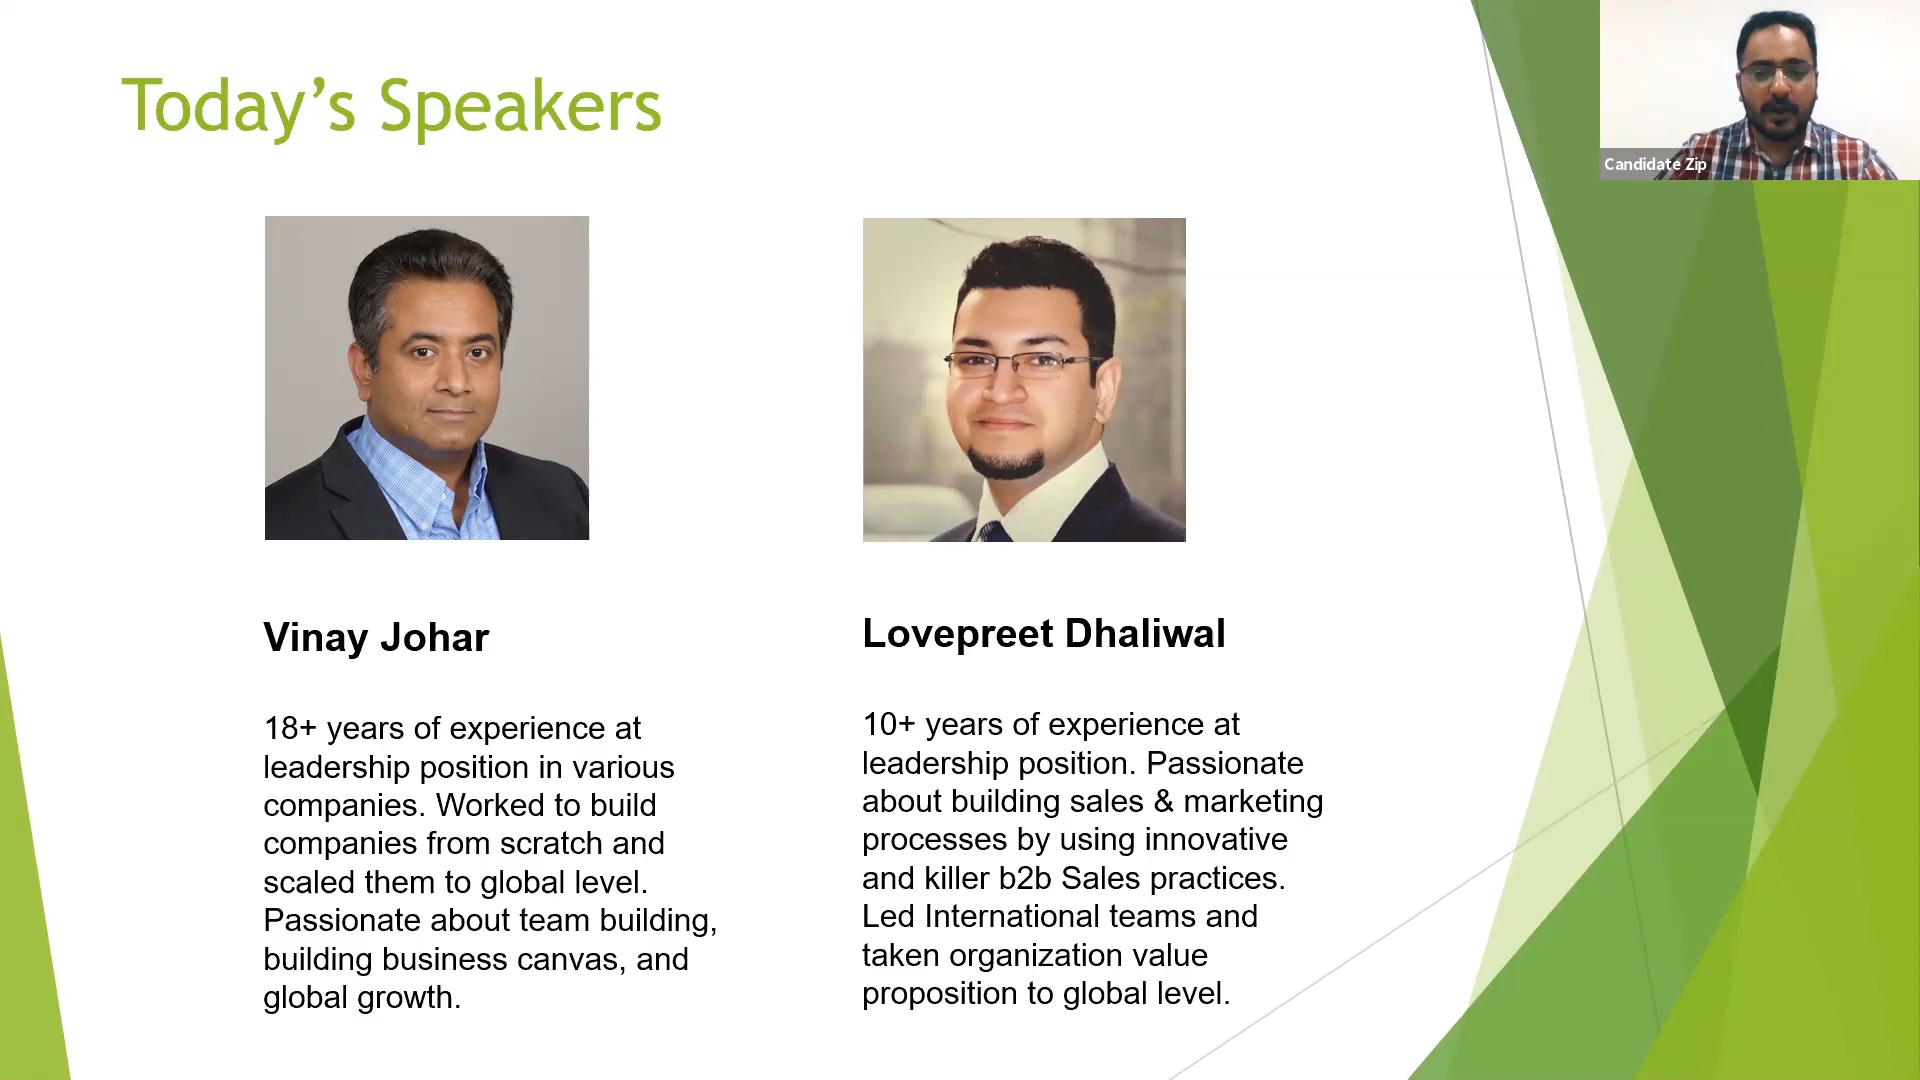 Today’s Speakers
Candidate Zip
Vinay Johar
18+ years of experience at
leadership position in various
companies. Worked to build
companies from scratch and
scaled them to global level.
Passionate about team building,
building business canvas, and
global growth.
Lovepreet Dhaliwal
10+ years of experience at
leadership position. Passionate
about building sales & marketing
processes by using innovative
and killer b2b Sales practices.
Led International teams and
taken organization value
proposition to global level.